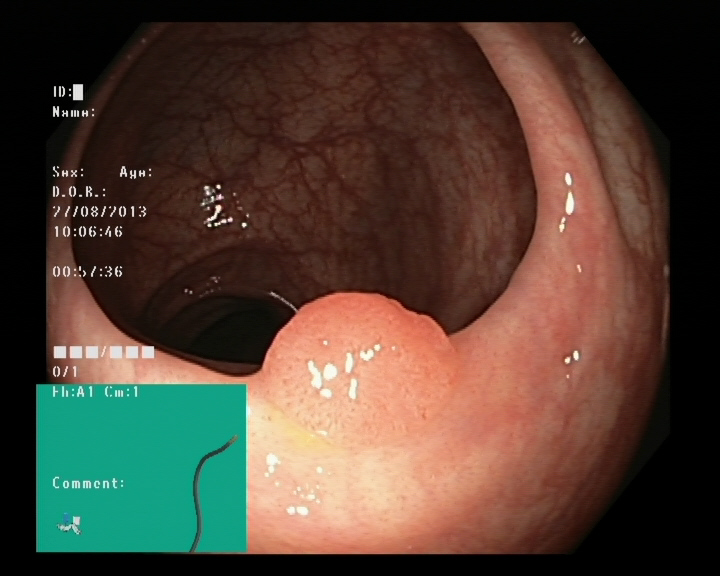 ID:
Name:
Sex: Age:
D.O.R.:
27/08/2013
10:06:46
00:57:36
0/1
Eh:A1 Cm:1
Comment: